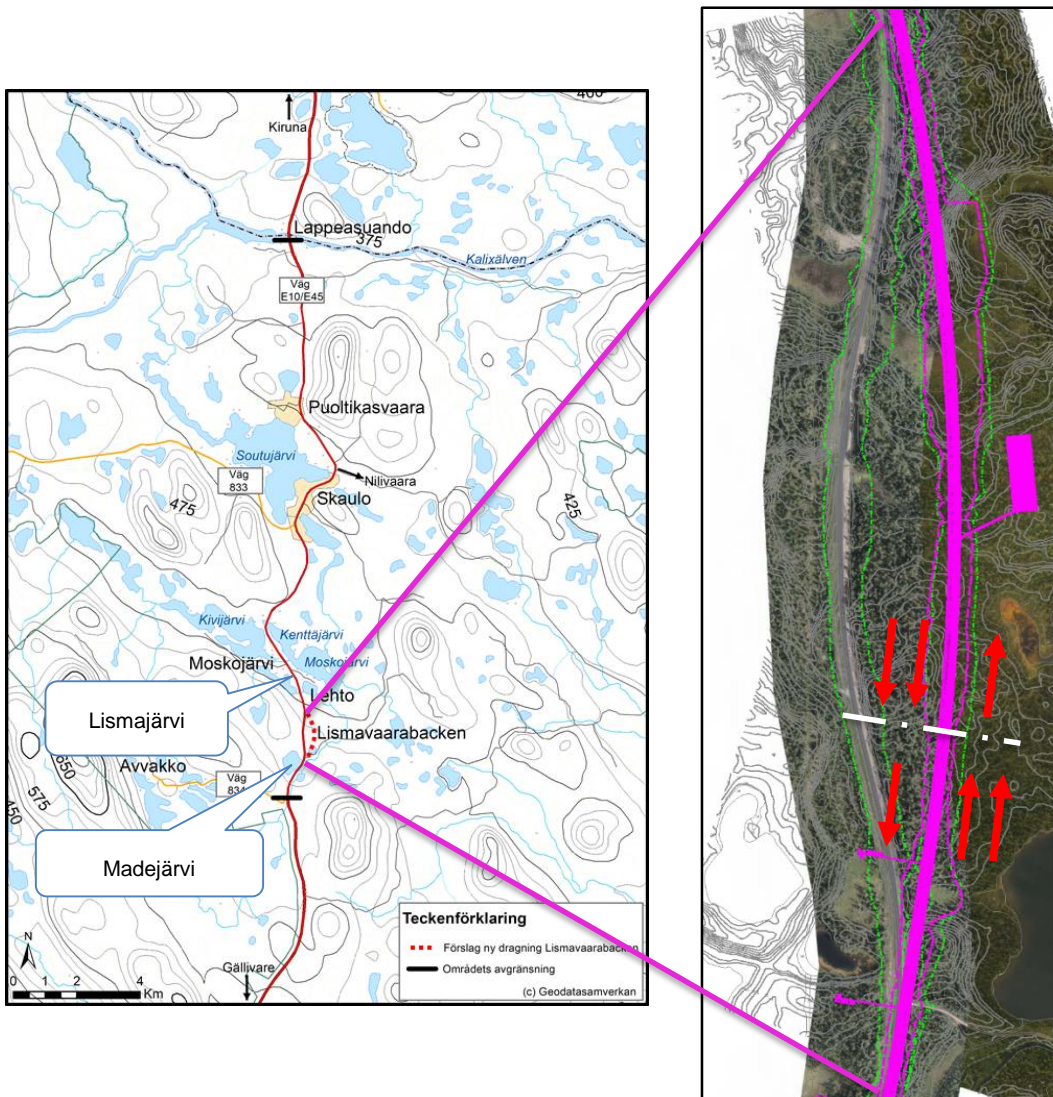 400
Kiruna
Lappeasuando
375
Kalixälven
Väg
E10/E45
Puoltikasvaara
Soutujärvi
Väg
833
Nilivaara
Skaulo
475
425
Kivijärvi
Kenttäjärvi
Moskojärvi
Moskojärvi
Lehto
Lismajärvi
Lismavaarabacken
650
Avvakko
575
Väg
834
450
Madejärvi
Teckenförklaring
N
Förslag ny dragning Lismavaarabacken
0 2 4
Områdets avgränsning
Km
Gällivare
(c) Geodatasamverkan